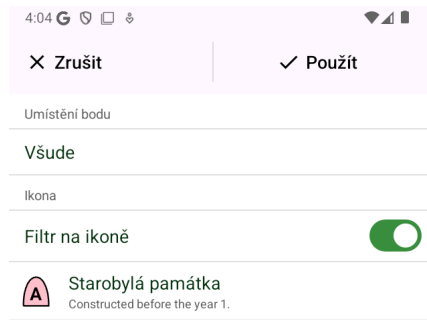 4:04
Zrušit
Použít
Umístění bodu
Všude
Ikona
Filtr na ikoně
A
Starobylá památka
Constructed before the year 1.